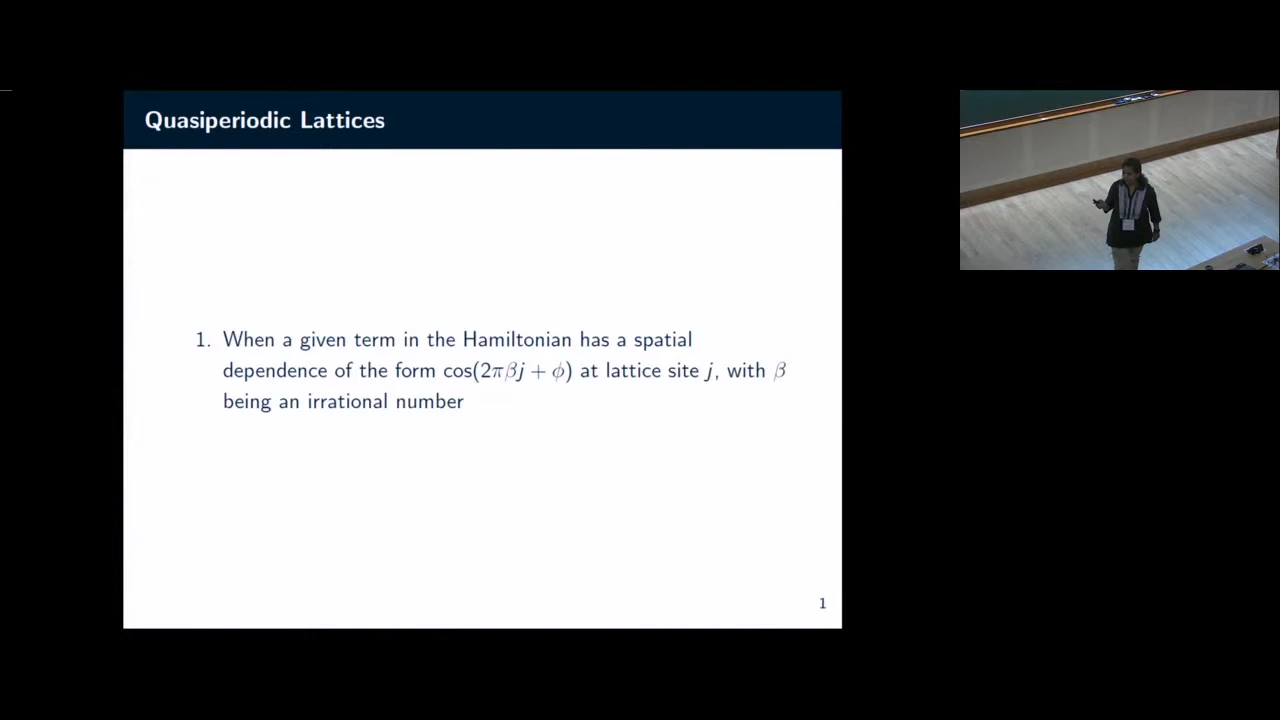 Quasiperiodic Lattices
1. When a given term in the Hamiltonian has a spatial
dependence of the form cos(2πβj + ϕ) at lattice site j, with β
being an irrational number
1